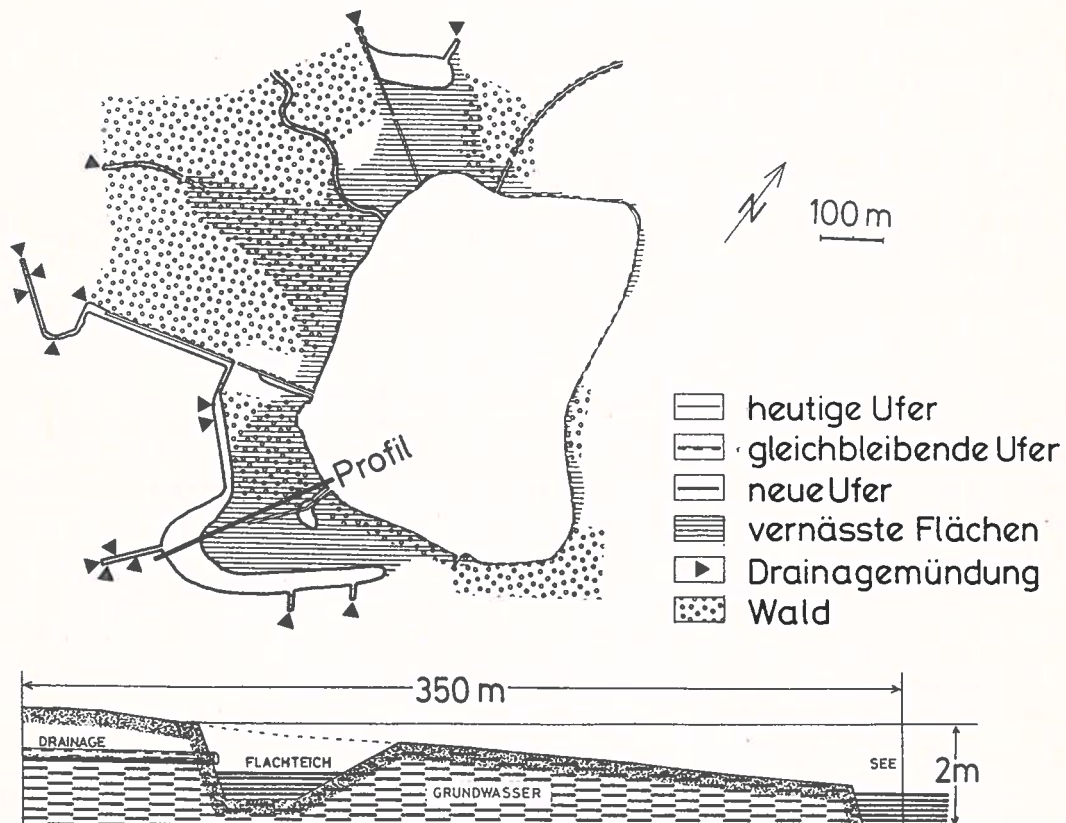 N
100 m
Profil
heutige Ufer
gleichbleibende Ufer
neue Ufer
vernässte Flächen
Drainagemündung
Wald
350 m
DRAINAGE
FLACHTEICH
SEE
2m
GRUNDWASSER